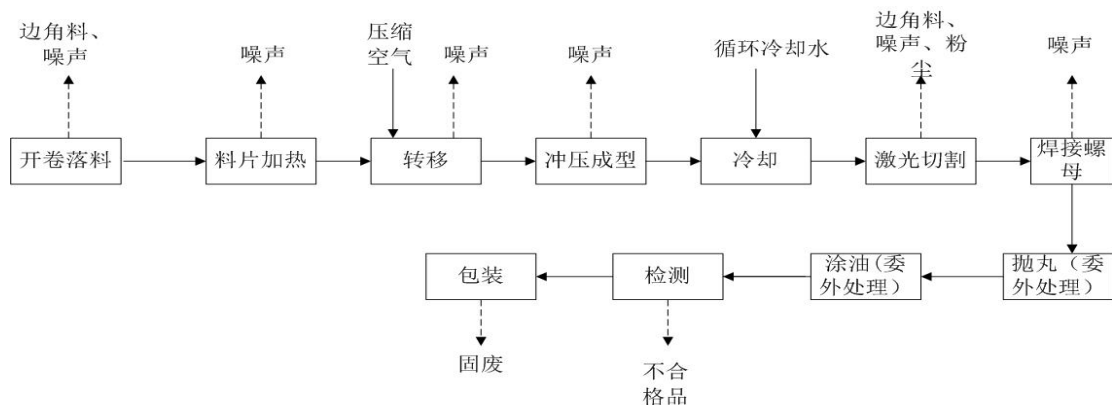 边角料、
噪声
噪声
压缩
空气
噪声
噪声
循环冷却水
边角料、
噪声、粉
尘
噪声
开卷落料
料片加热
转移
冲压成型
冷却
激光切割
焊接螺
母
包装
检测
涂油(委
外处理）
抛丸（委
外处理）
固废
不合
格品